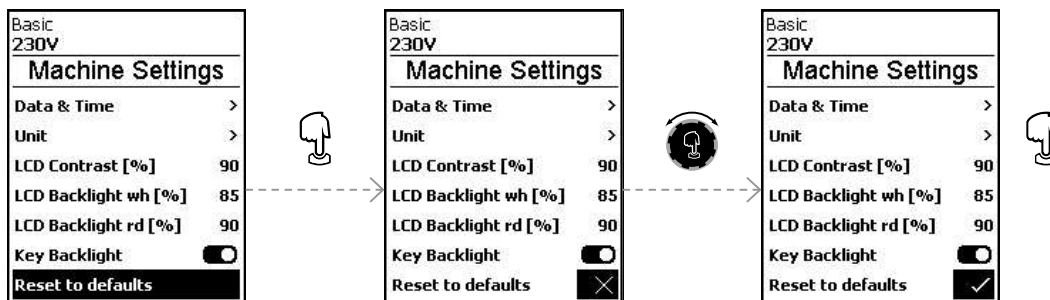 Basic
230V
Machine Settings
Data & Time >
Unit >
LCD Contrast [%] 90
LCD Backlight wh [%] 85
LCD Backlight rd [%] 90
Key Backlight
Reset to defaults
Basic
230V
Machine Settings
Data & Time >
Unit >
LCD Contrast [%] 90
LCD Backlight wh [%] 85
LCD Backlight rd [%] 90
Key Backlight
Reset to defaults
Basic
230V
Machine Settings
Data & Time >
Unit >
LCD Contrast [%] 90
LCD Backlight wh [%] 85
LCD Backlight rd [%] 90
Key Backlight
Reset to defaults